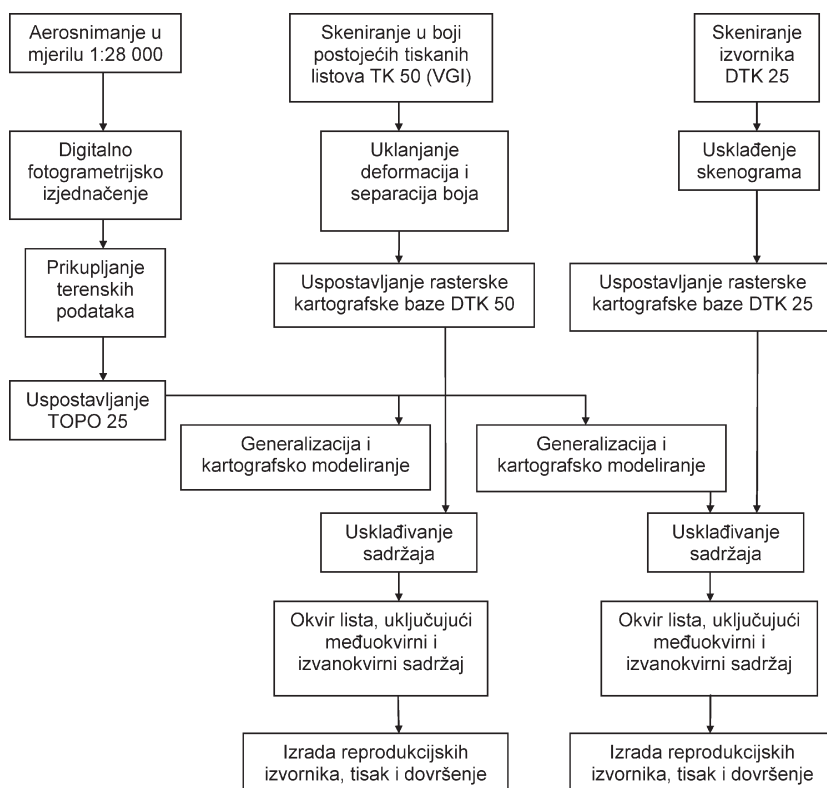 Aerosnimanje u
mjerilu 1:28 000
Skeniranje u boji
postojećih tiskanih
listova TK 50 (VGI)
Skeniranje
izvornika
DTK 25
Digitalno
fotogrametrijsko
izjednačenje
Uklanjanje
deformacija i
separacija boja
Usklađenje
skenograma
Prikupljanje
terenskih
podataka
Uspostavljanje rasterske
kartografske baze DTK 50
Uspostavljanje rasterske
kartografske baze DTK 25
Uspostavljanje
TOPO 25
Generalizacija i
kartografsko modeliranje
Generalizacija i
kartografsko modeliranje
Usklađivanje
sadržaja
Usklađivanje
sadržaja
Okvir lista, uključujući
međuokvirni i
izvanokvirni sadržaj
Okvir lista, uključujući
međuokvirni i
izvanokvirni sadržaj
Izrada reprodukcijskih
izvornika, tisak i dovršenje
Izrada reprodukcijskih
izvornika, tisak i dovršenje